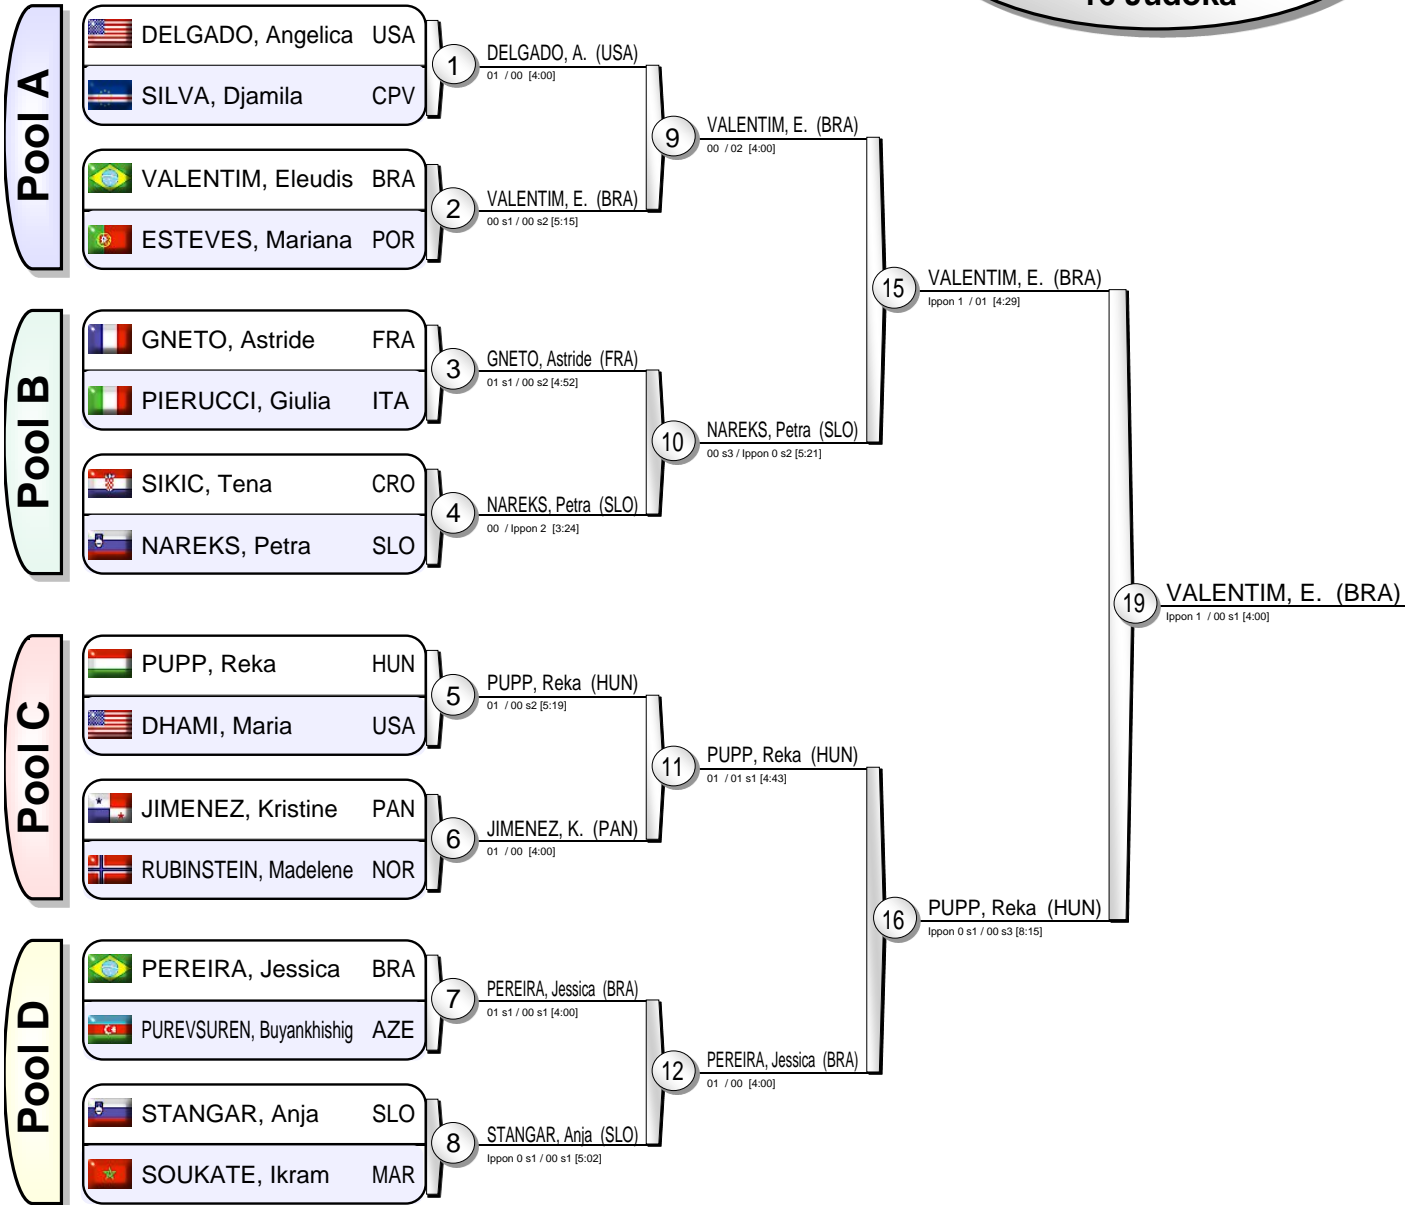 16 Judoka
Pool A
DELGADO, Angelica USA
SILVA, Djamila CPV
VALENTIM, Eleudis BRA
ESTEVES, Mariana POR
Pool B
GNETO, Astride FRA
PIERUCCI, Giulia ITA
SIKIC, Tena CRO
NAREKS, Petra SLO
Pool C
PUPP, Reka HUN
DHAMI, Maria USA
JIMENEZ, Kristine PAN
RUBINSTEIN, Madelene NOR
Pool D
PEREIRA, Jessica BRA
PUREVSUREN, Buyankhishig AZE
STANGAR, Anja SLO
SOUKATE, Ikram MAR
1
DELGADO, A. (USA)
01 / 00 [4:00]
2
VALENTIM, E. (BRA)
00 s1 / 00 s2 [5:15]
3
GNETO, Astride (FRA)
01 s1 / 00 s2 [4:52]
4
NAREKS, Petra (SLO)
00 / Ippon 2 [3:24]
5
PUPP, Reka (HUN)
01 / 00 s2 [5:19]
6
JIMENEZ, K. (PAN)
01 / 00 [4:00]
7
PEREIRA, Jessica (BRA)
01 s1 / 00 s1 [4:00]
8
STANGAR, Anja (SLO)
Ippon 0 s1 / 00 s1 [5:02]
9
VALENTIM, E. (BRA)
00 / 02 [4:00]
10
NAREKS, Petra (SLO)
00 s3 / Ippon 0 s2 [5:21]
11
PUPP, Reka (HUN)
01 / 01 s1 [4:43]
12
PEREIRA, Jessica (BRA)
01 / 00 [4:00]
15
VALENTIM, E. (BRA)
Ippon 1 / 01 [4:29]
16
PUPP, Reka (HUN)
Ippon 0 s1 / 00 s3 [8:15]
19
VALENTIM, E. (BRA)
Ippon 1 / 00 s1 [4:00]